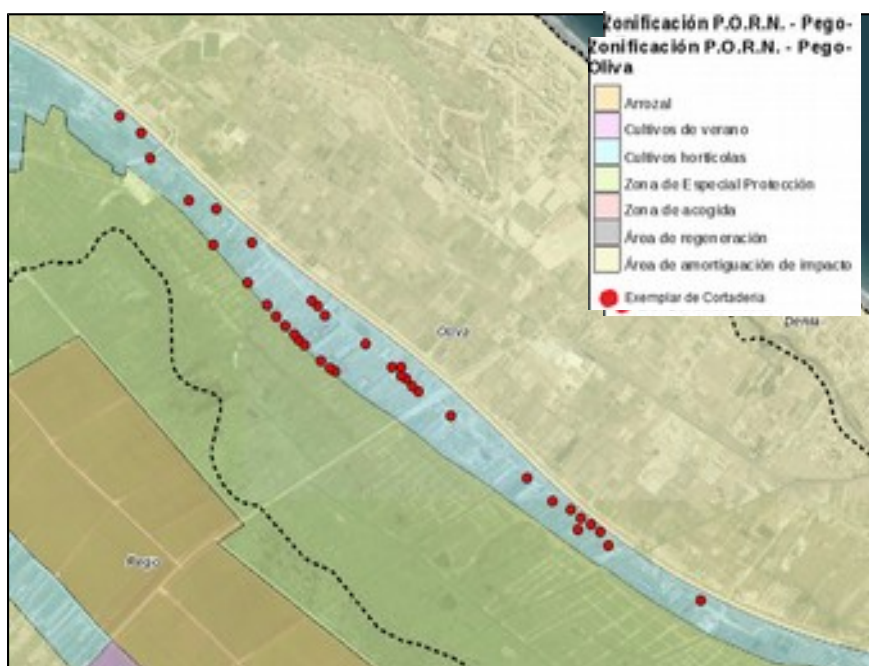 Zonificación P.O.R.N. - Pego-
Zonificación P.O.R.N. - Pego-
Oliva
Arrozal
Cultivos de verano
Cultivos hortícolas
Zona de Especial Protección
Zona de acogida
Área de regeneración
Área de amortiguación de impacto
Exemplar de Cortaderia
Denia
Oliva
Pego